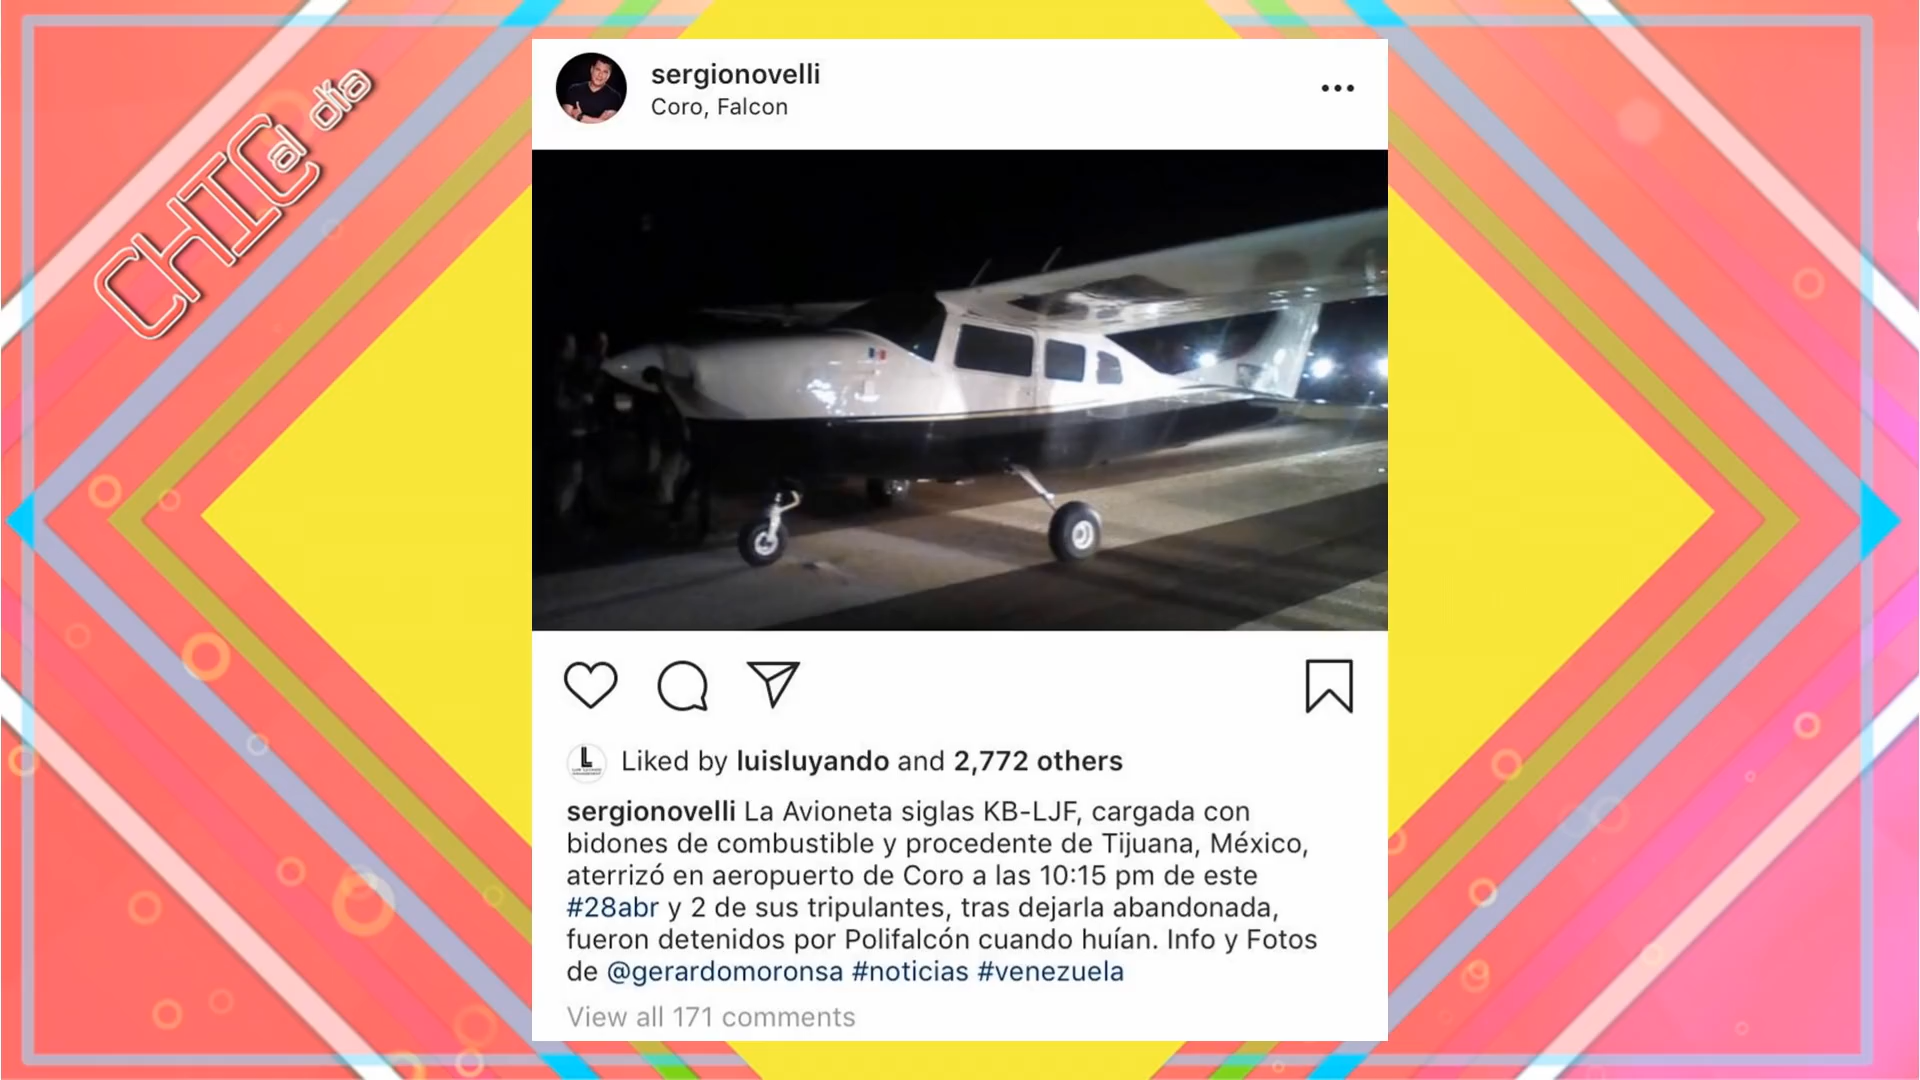 CHIC
al día
sergionovelli
Coro, Falcon
L
Liked by luisluyando and 2,772 others
sergionovelli La Avioneta siglas KB-LJF, cargada con
bidones de combustible y procedente de Tijuana, México,
aterrizó en aeropuerto de Coro a las 10:15 pm de este
#28abr y 2 de sus tripulantes, tras dejarla abandonada,
fueron detenidos por Polifalcón cuando huían. Info y Fotos
de @gerardomoronsa #noticias #venezuela
View all 171 comments